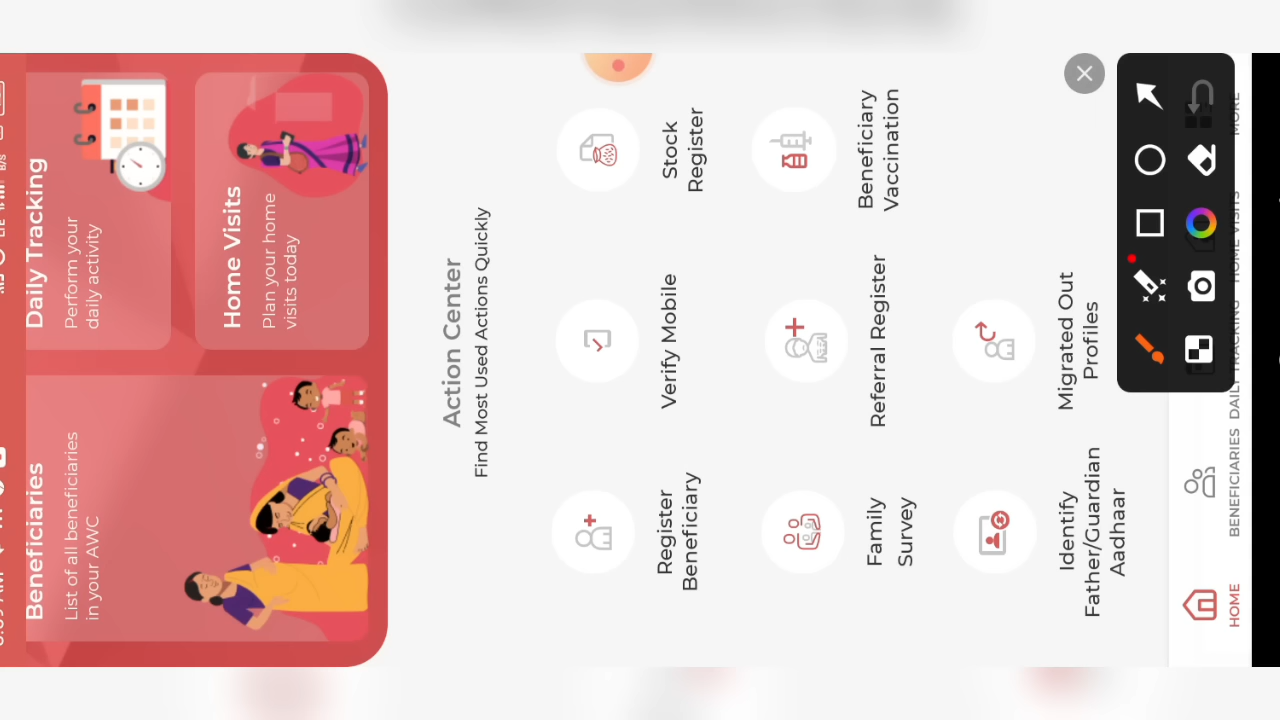 Beneficiaries
List of all beneficiaries
in your AWC
Daily Tracking
Perform your
daily activity
Home Visits
Plan your home
visits today
Action Center
Find Most Used Actions Quickly
Register
Beneficiary
Verify Mobile
Stock
Register
Family
Survey
Referral Register
Beneficiary
Vaccination
Identify
Father/Guardian
Aadhaar
Migrated Out
Profiles
HOME
BENEFICIARIES
DAILY TRACKING
HOME VISITS
MORE